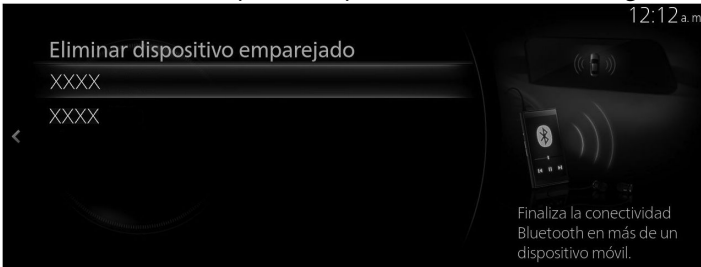 12:12 a. m
Eliminar dispositivo emparejado
XXXX
XXXX
Finaliza la conectividad
Bluetooth en más de un
dispositivo móvil.